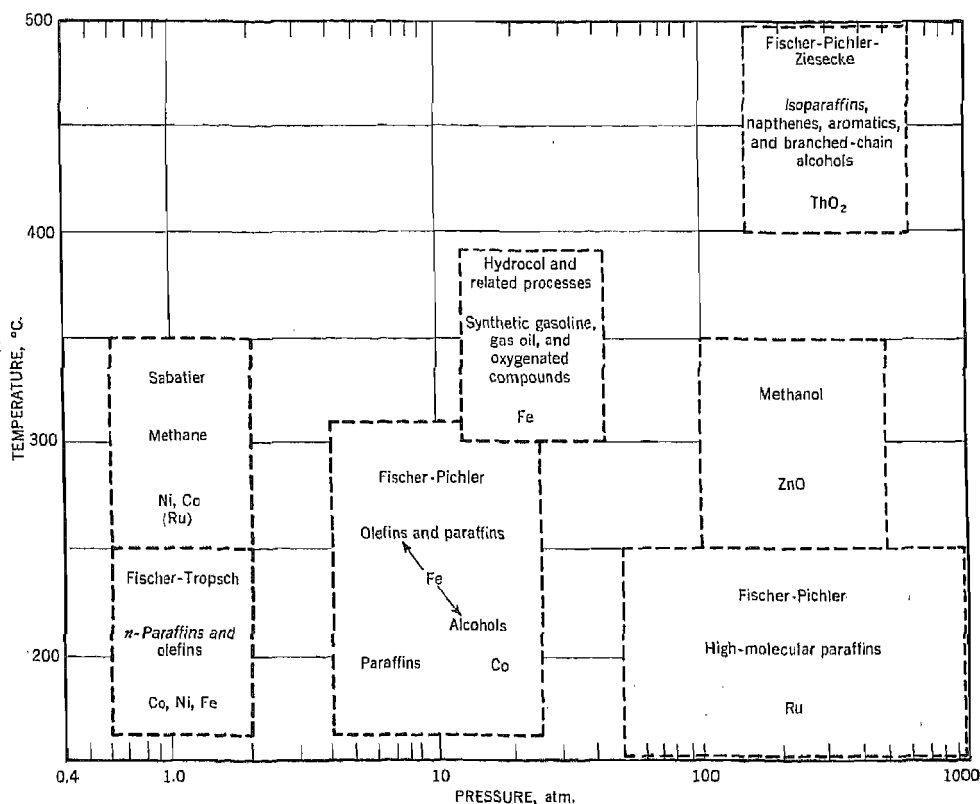 500
450
400
350
300
250
200
TEMPERATURE, °C.
Fischer-Pichler-
Ziesecke
Isoparaffins,
napthenes, aromatics,
and branched-chain
alcohols
ThO₂
Hydrocol and
related processes
Synthetic gasoline,
gas oil, and
oxygenated
compounds
Fe
Sabatier
Methane
Ni, Co
(Ru)
Methanol
ZnO
Fischer-Tropsch
n-Paraffins and
olefins
Co, Ni, Fe
Fischer-Pichler
Olefins and paraffins
Fe
Alcohols
Paraffins Co
Fischer-Pichler
High-molecular paraffins
Ru
0.4 1.0 10 100 1000
PRESSURE, atm.